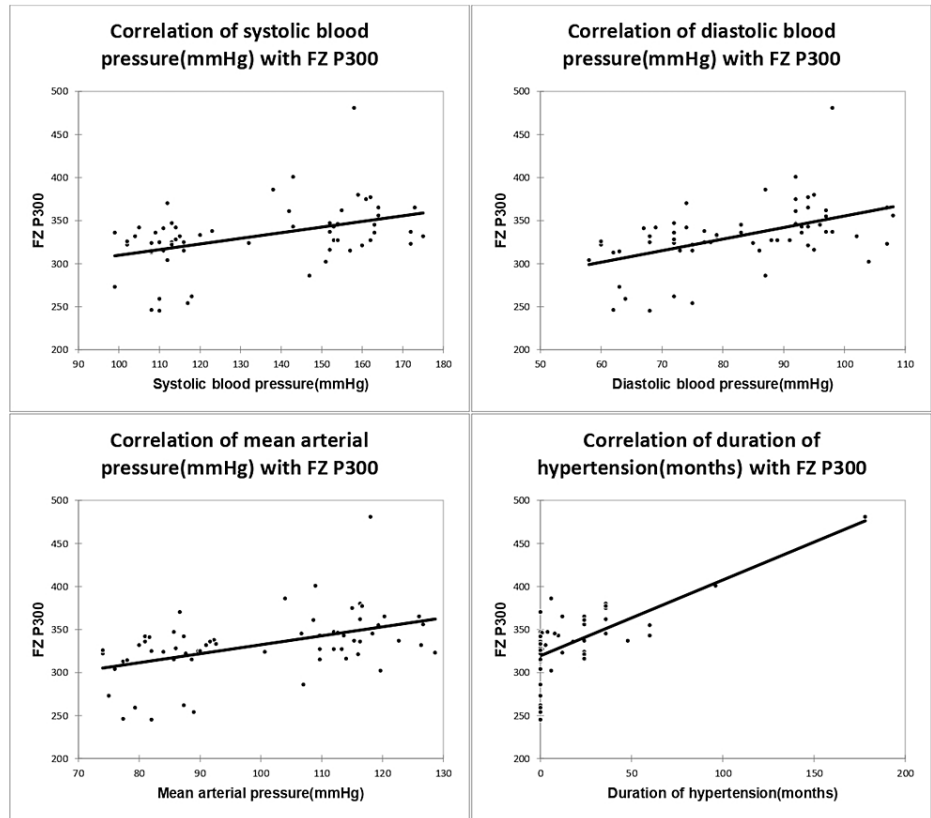 Correlation of systolic blood
pressure(mmHg) with FZ P300
500
450
400
350
300
250
200
FZ P300
90 100 110 120 130 140 150 160 170 180
Systolic blood pressure(mmHg)
Correlation of diastolic blood
pressure(mmHg) with FZ P300
500
450
400
350
300
250
200
FZ P300
50 60 70 80 90 100 110
Diastolic blood pressure(mmHg)
Correlation of mean arterial
pressure(mmHg) with FZ P300
500
450
400
350
300
250
200
FZ P300
70 80 90 100 110 120 130
Mean arterial pressure(mmHg)
Correlation of duration of
hypertension(months) with FZ P300
500
450
400
350
300
250
200
FZ P300
0 50 100 150 200
Duration of hypertension(months)